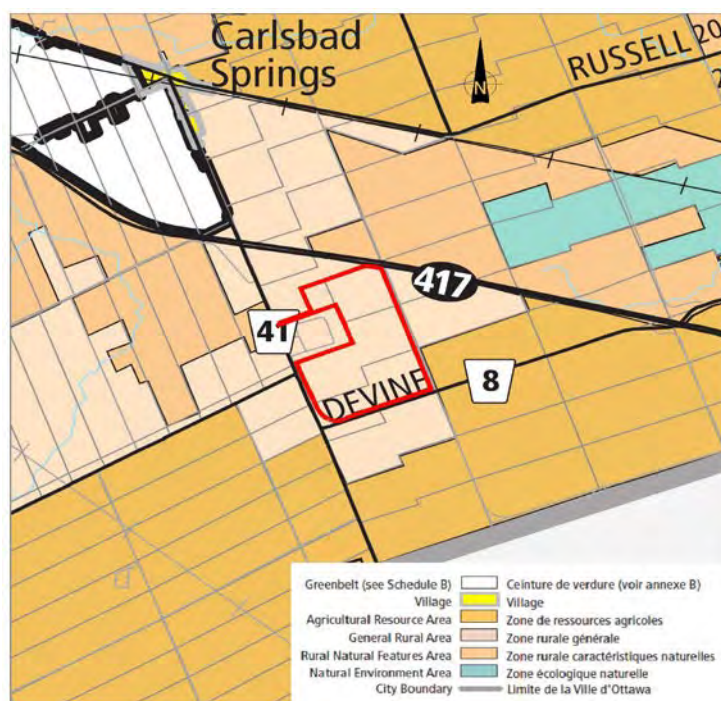 Carlsbad
Springs
N
RUSSELL
20
417
41
8
DEVINE
Greenbelt (see Schedule B) Ceinture de verdure (voir annexe B)
Village Village
Agricultural Resource Area Zone de ressources agricoles
General Rural Area Zone rurale générale
Rural Natural Features Area Zone rurale caractéristiques naturelles
Natural Environment Area Zone écologique naturelle
City Boundary Limite de la Ville d'Ottawa